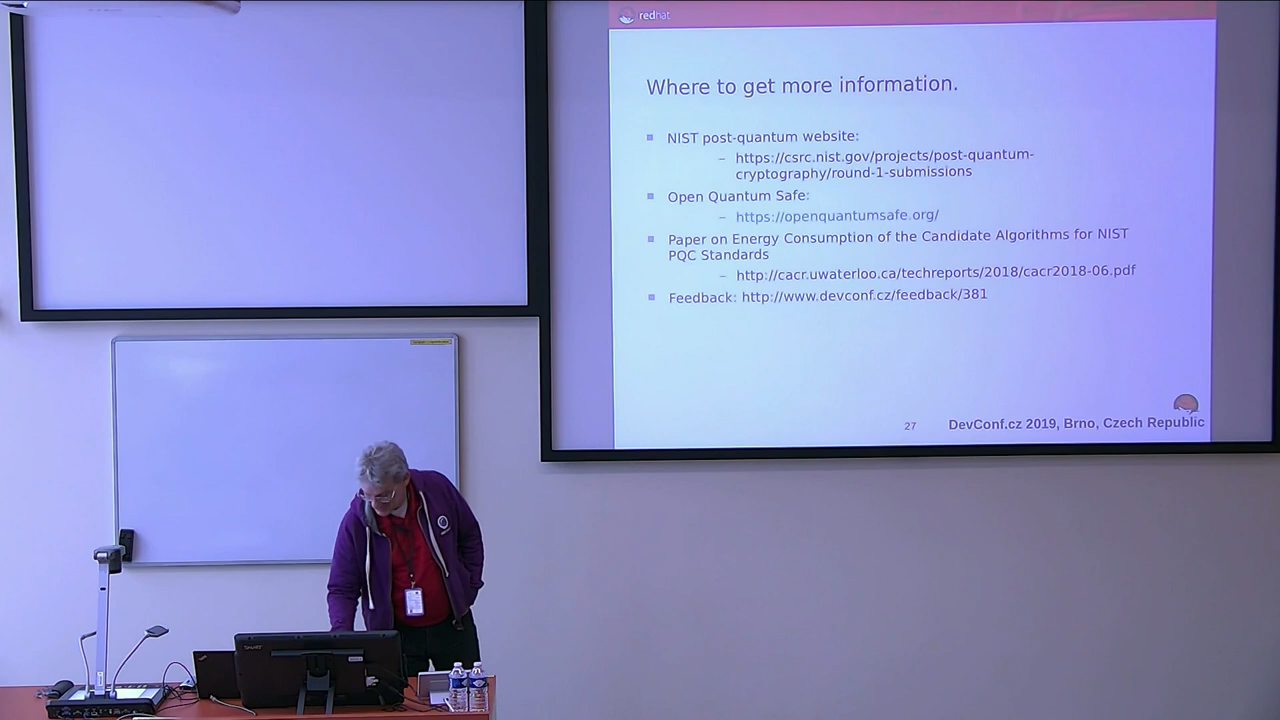 redhat
Where to get more information.
NIST post-quantum website:
– https://csrc.nist.gov/projects/post-quantum-
cryptography/round-1-submissions
Open Quantum Safe:
– https://openquantumsafe.org/
Paper on Energy Consumption of the Candidate Algorithms for NIST
PQC Standards
– http://cacr.uwaterloo.ca/techreports/2018/cacr2018-06.pdf
Feedback: http://www.devconf.cz/feedback/381
27
DevConf.cz 2019, Brno, Czech Republic